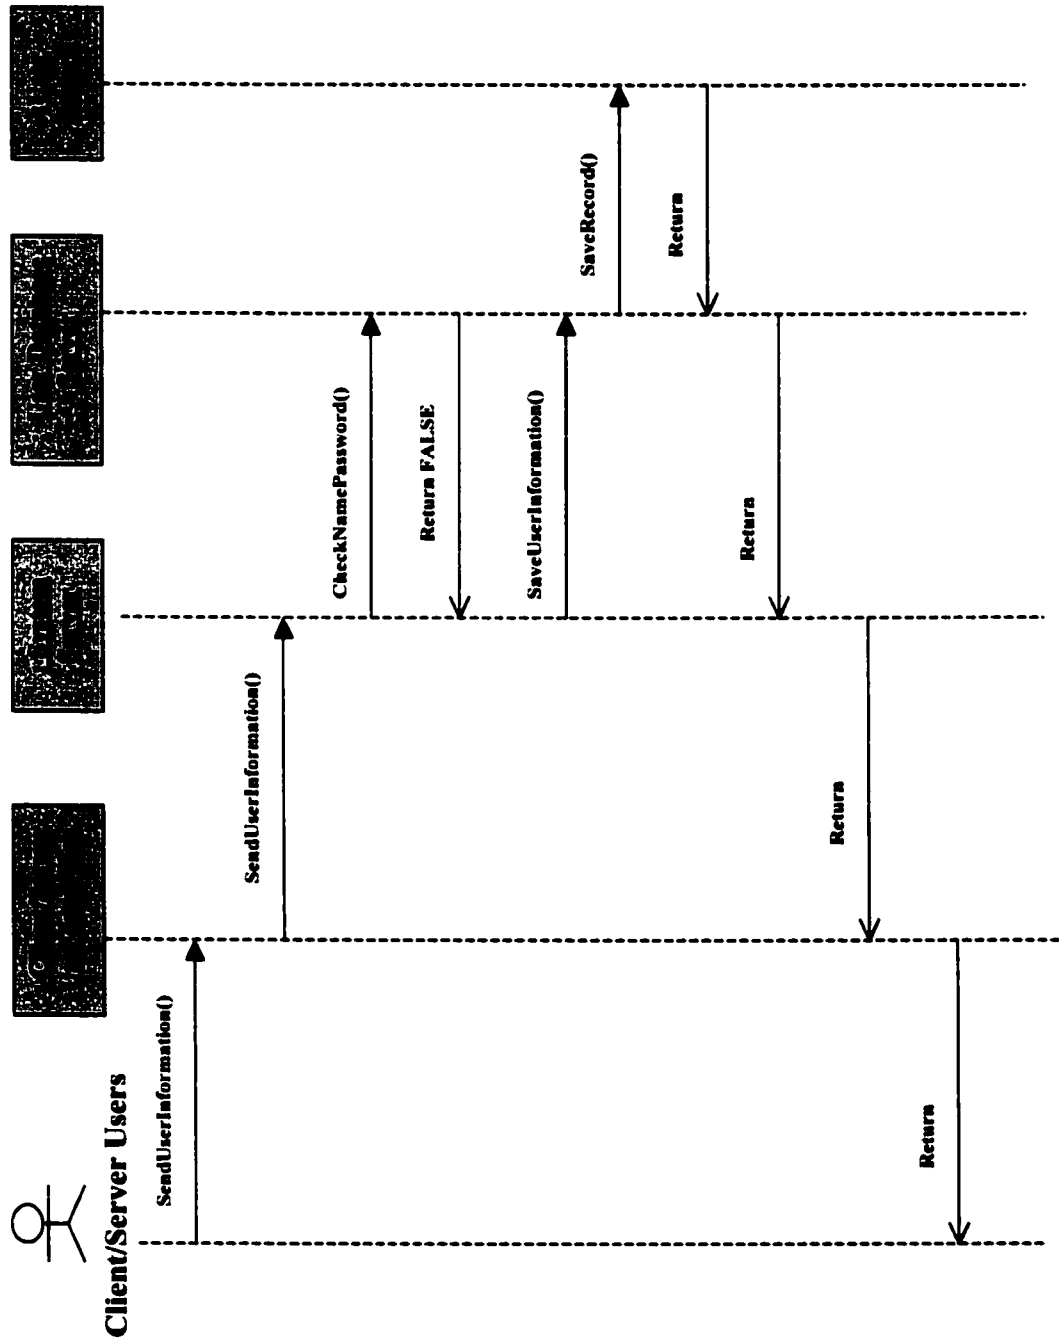 Client/Server Users
SendUserInformation()
SendUserInformation()
CheckNamePassword()
Return FALSE
SaveUserInformation()
SaveRecord()
Return
Return
Return
Return